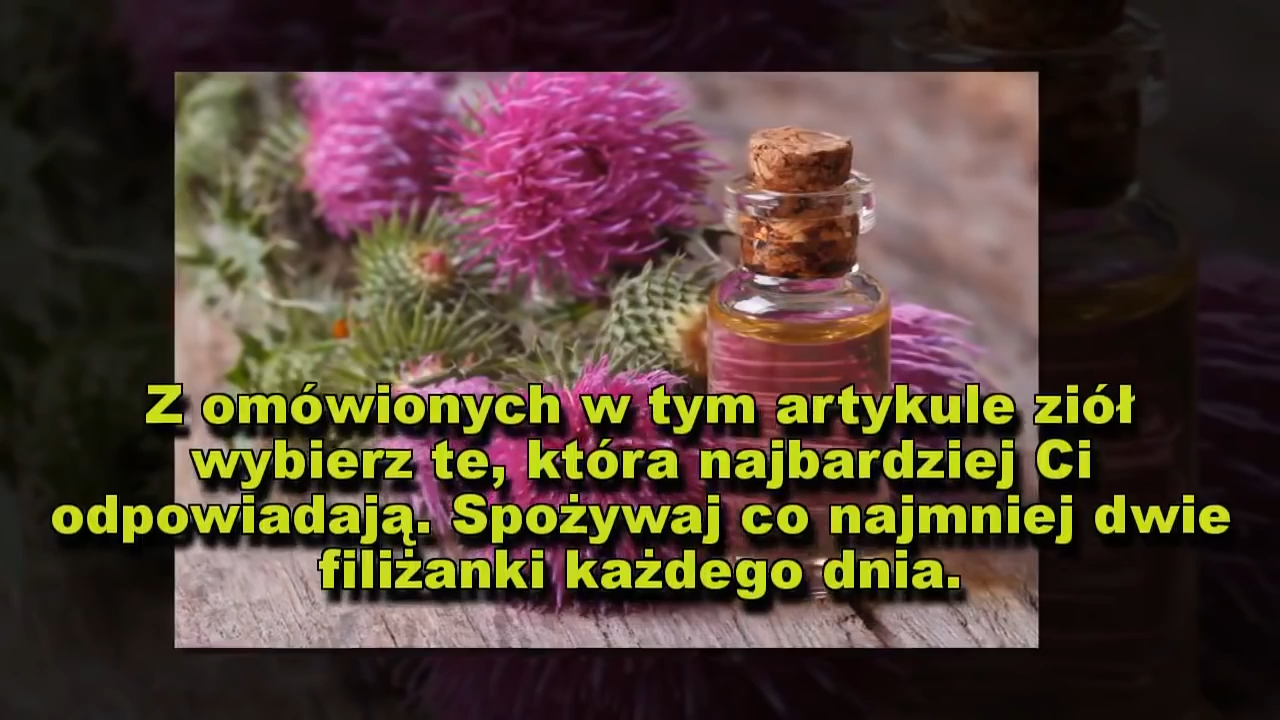 Z omówionych w tym artykule ziół
wybierz te, która najbardziej Ci
odpowiadają. Spożywaj co najmniej dwie
filiżanki każdego dnia.